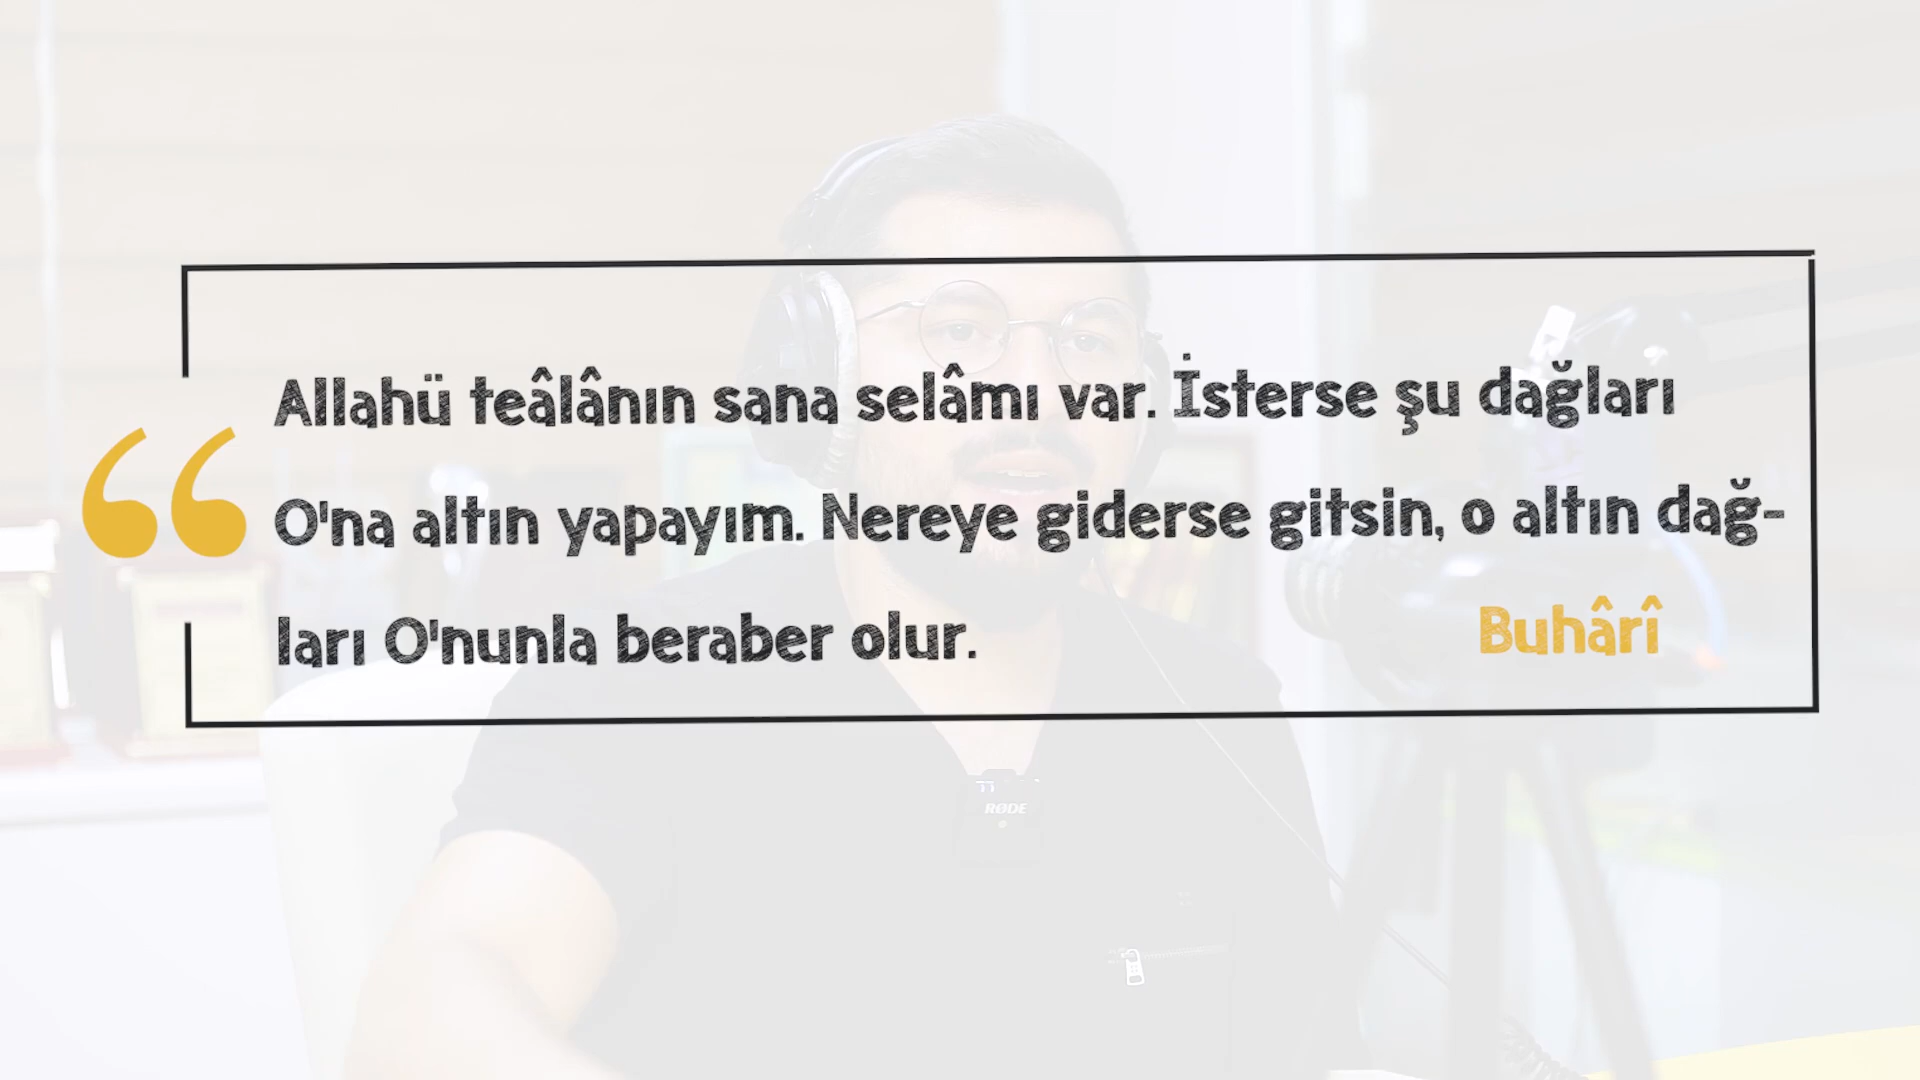 Allahü teâlânın sana selâmı var. İsterse şu dağları
O'na altın yapayım. Nereye giderse gitsin, o altın dağ-
ları O'nunla beraber olur.
Buhârî
RØDE